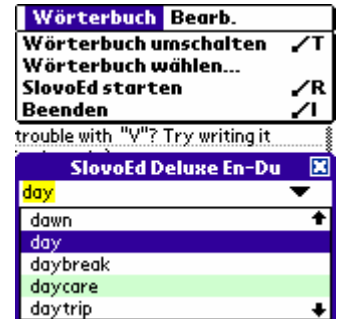 Wörterbuch Bearb.
Wörterbuch umschalten /T
Wörterbuch wählen...
SlovoEd starten /R
Beenden /I
trouble with "V"? Try writing it
SlovoEd Deluxe En-Du
day
dawn
day
daybreak
daycare
daytrip